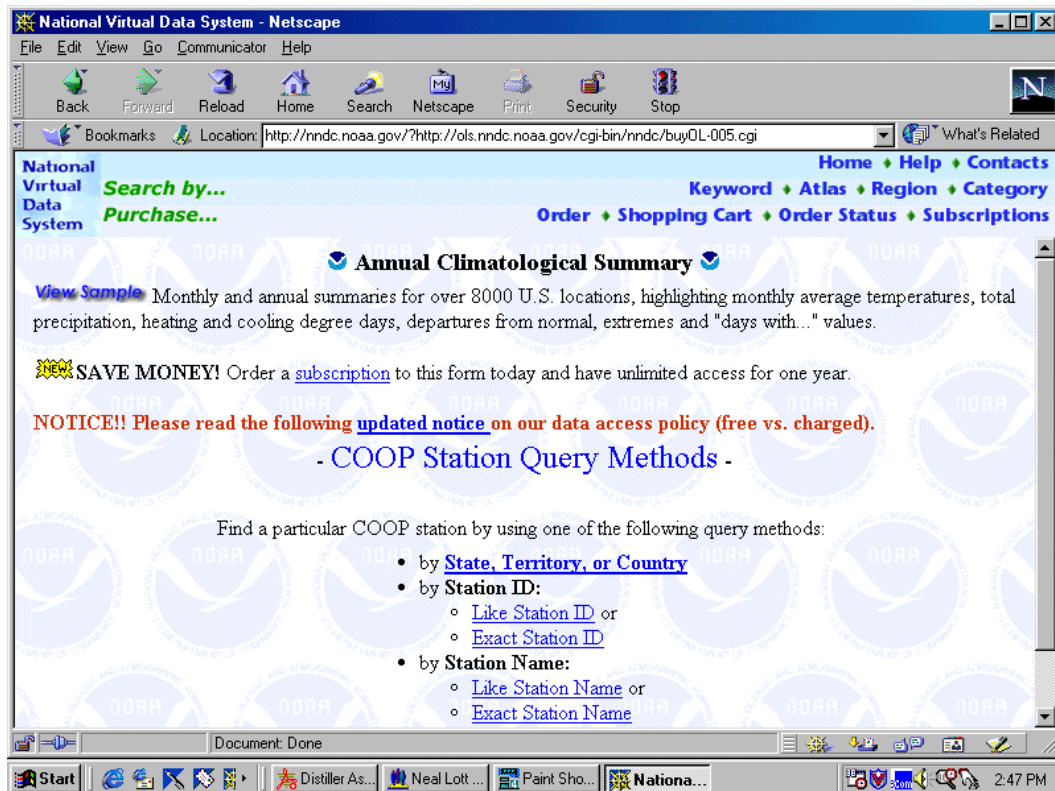 National Virtual Data System - Netscape
File Edit View Go Communicator Help
My
N
Back Forward Reload Home Search Netscape Print Security Stop
Bookmarks Location: http://nndc.noaa.gov/?http://ols.nndc.noaa.gov/cgi-bin/nndc/buyOL-005.cgi What's Related
National Virtual Data System
Home Help Contacts
Search by... Keyword Atlas Region Category
Purchase... Order Shopping Cart Order Status Subscriptions
Annual Climatological Summary
View Sample Monthly and annual summaries for over 8000 U.S. locations, highlighting monthly average temperatures, total
precipitation, heating and cooling degree days, departures from normal, extremes and "days with..." values.
NEW SAVE MONEY! Order a subscription to this form today and have unlimited access for one year.
NOTICE!! Please read the following updated notice on our data access policy (free vs. charged).
- COOP Station Query Methods -
Find a particular COOP station by using one of the following query methods:
• by State, Territory, or Country
• by Station ID:
◦ Like Station ID or
◦ Exact Station ID
• by Station Name:
◦ Like Station Name or
◦ Exact Station Name
Document: Done
Start Distiller As... Neal Lott ... Paint Sho... Nationa... 2:47 PM